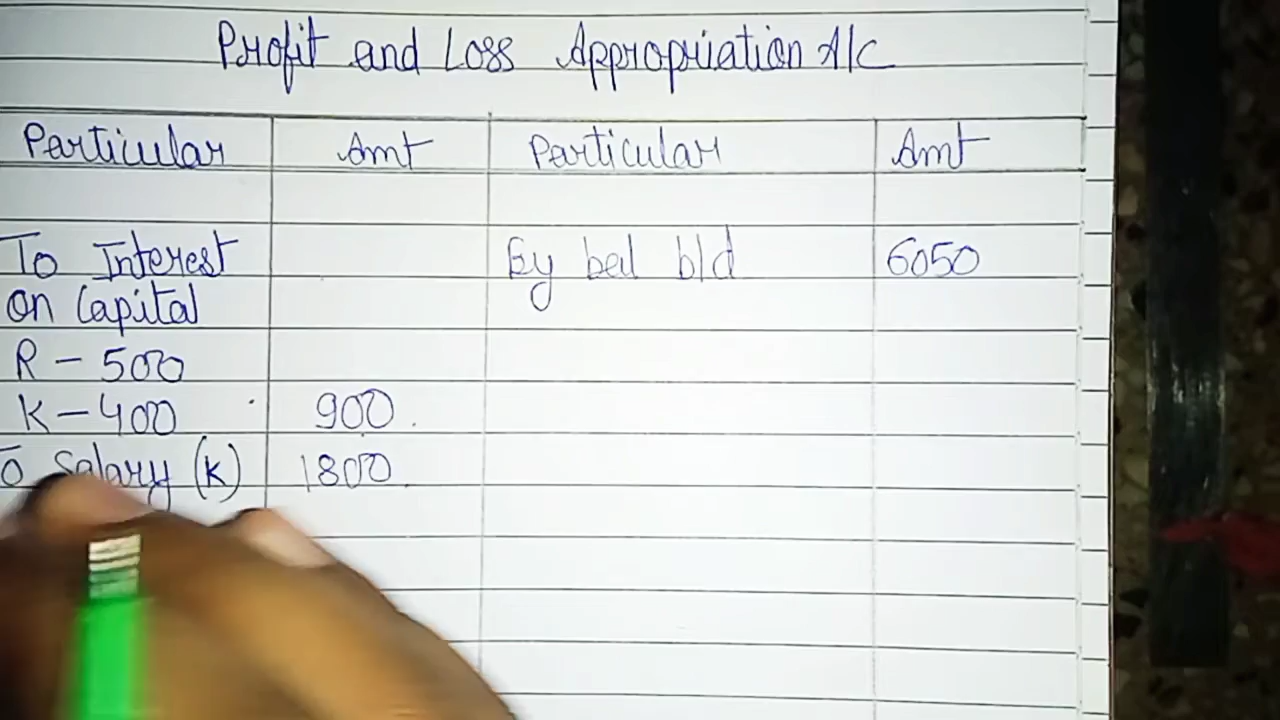 Profit and Loss Appropriation A/C
Particular Amt Particular Amt
To Interest By bal b/d 6050
on Capital
R - 500
K - 400 900
To Salary (K) 1800